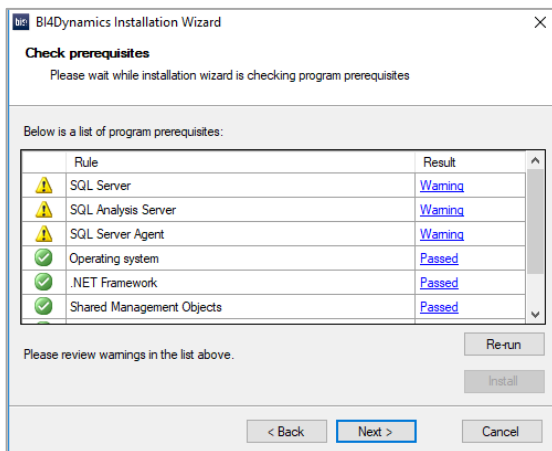 bi4 BI4Dynamics Installation Wizard
Check prerequisites
Please wait while installation wizard is checking program prerequisites
Below is a list of program prerequisites:
Rule Result
SQL Server Warning
SQL Analysis Server Warning
SQL Server Agent Warning
Operating system Passed
.NET Framework Passed
Shared Management Objects Passed
Please review warnings in the list above.
Re-run
Install
< Back Next > Cancel